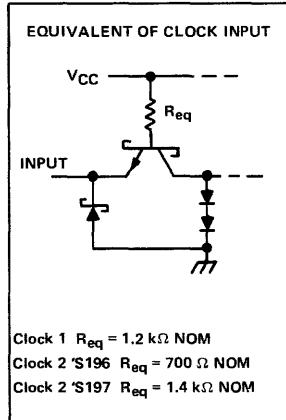 EQUIVALENT OF CLOCK INPUT
VCC
Req
INPUT
Clock 1 Req = 1.2 kΩ NOM
Clock 2 'S196 Req = 700 Ω NOM
Clock 2 'S197 Req = 1.4 kΩ NOM